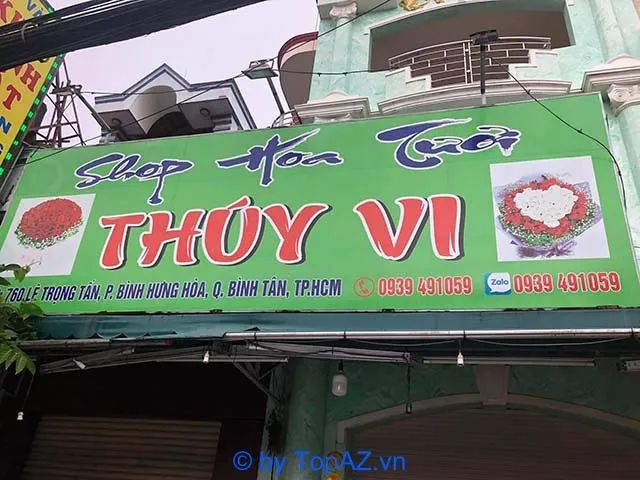 Shop Hoa Tươi
THÚY VI
760 LÊ TRỌNG TẤN, P. BÌNH HƯNG HÒA, Q. BÌNH TÂN, TP.HCM 0939 491059 Zalo 0939 491059
© by TopAZ.vn